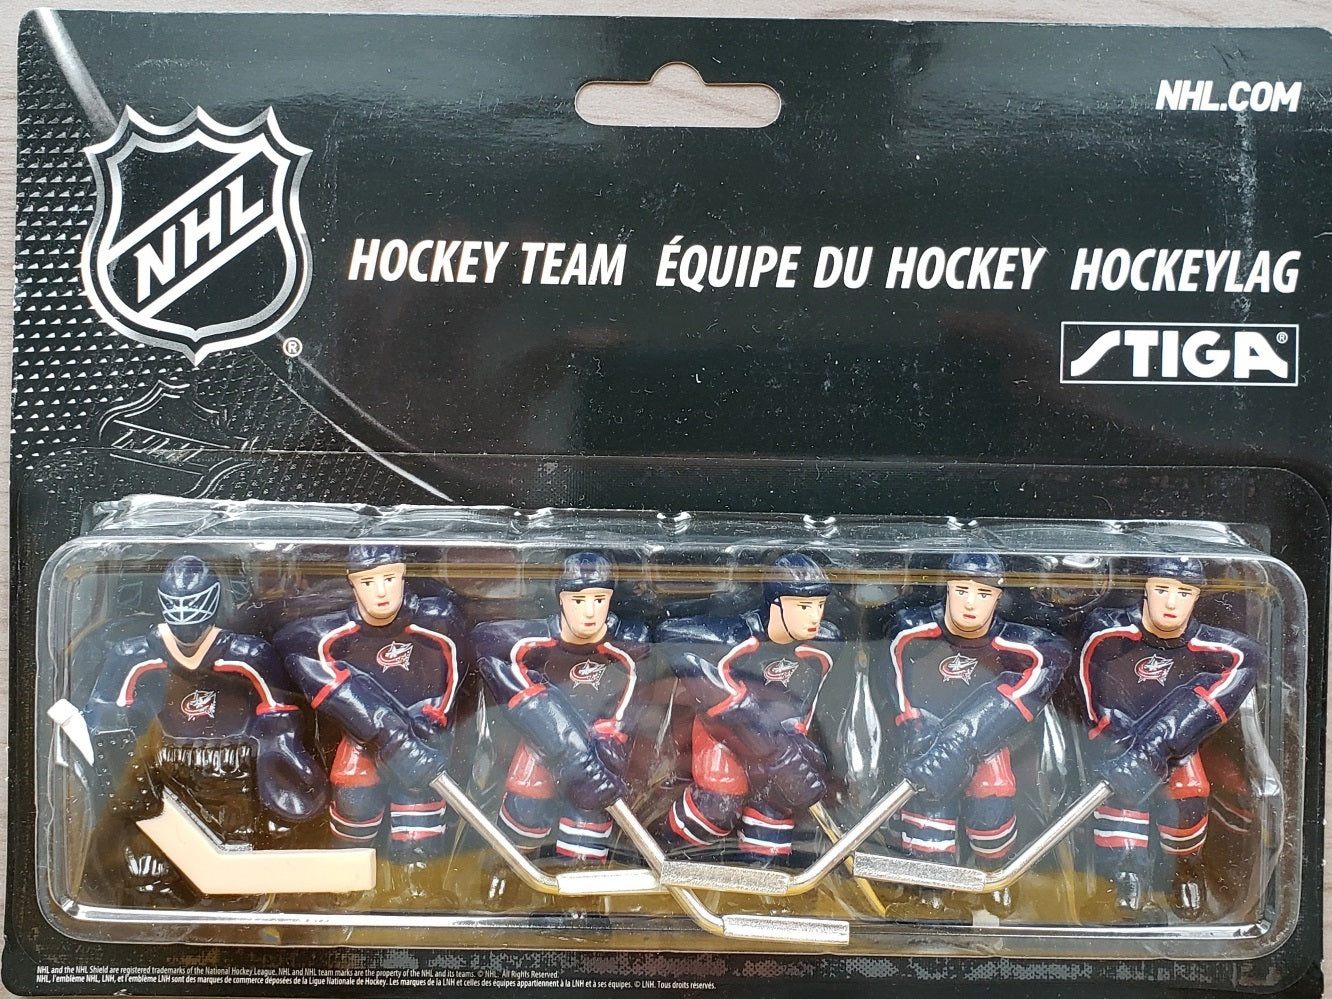 NHL.COM
NHL
®
HOCKEY TEAM ÉQUIPE DU HOCKEY HOCKEYLAG
STIGA®
NHL and the NHL Shield are registered trademarks of the National Hockey League. NHL and NHL team marks are the property of the NHL and its teams. © NHL. All Rights Reserved.
NHL, l'emblème NHL, LNH, et l'emblème LNH sont des marques de commerce déposées de la Ligue Nationale de Hockey. Les marques de la LNH et celles des équipes appartiennent à la LNH et à ses équipes. © LNH. Tous droits réservés.